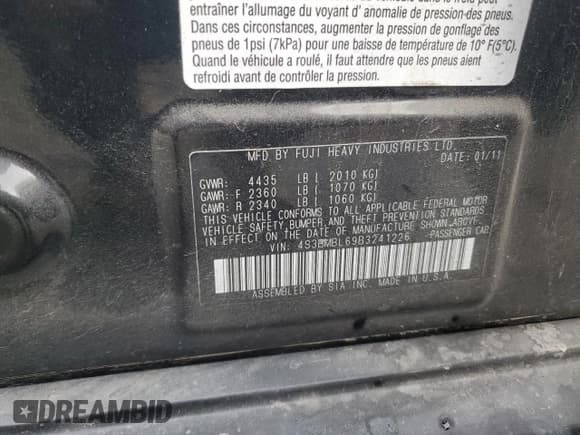 entraîner l'allumage du voyant d' anomalie de pression des pneus.
Dans ces circonstances, augmenter la pression de gonflage des
pneus de 1psi (7kPa) pour une baisse de température de 10° F(5°C).
Quand le véhicule a roulé, il faut attendre que les pneus aient
refroidi avant de contrôler la pression.
MFD BY FUJI HEAVY INDUSTRIES LTD.
DATE: 01/11
GVWR: 4435 LB ( 2010 KG)
GAWR: F 2360 LB ( 1070 KG)
GAWR: R 2340 LB ( 1060 KG)
THIS VEHICLE CONFORMS TO ALL APPLICABLE FEDERAL MOTOR
VEHICLE SAFETY, BUMPER, AND THEFT PREVENTION STANDARDS
IN EFFECT ON THE DATE OF MANUFACTURE SHOWN ABOVE.
VIN: 4S3BMBL69B3241226 PASSENGER CAR
ASSEMBLED BY SIA INC. MADE IN U.S.A.
DREAMBID